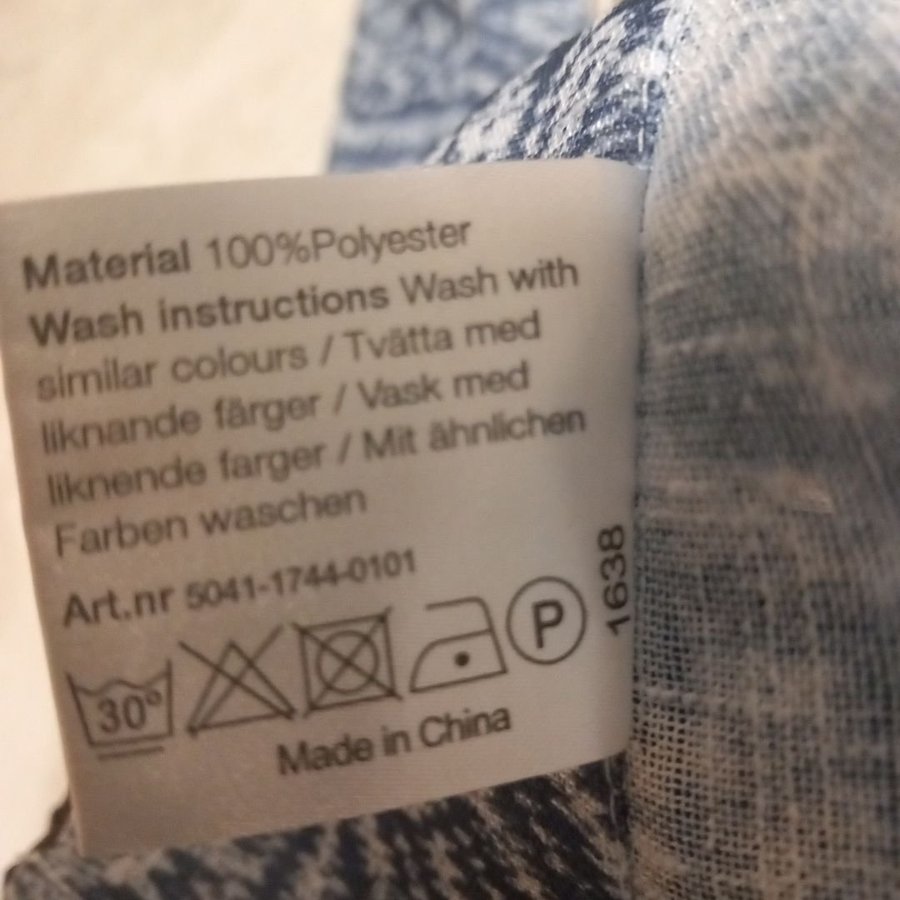 Material 100%Polyester
Wash instructions Wash with
similar colours / Tvätta med
liknande färger / Vask med
liknende farger / Mit ähnlichen
Farben waschen
Art.nr 5041-1744-0101
1638
30° P
Made in China